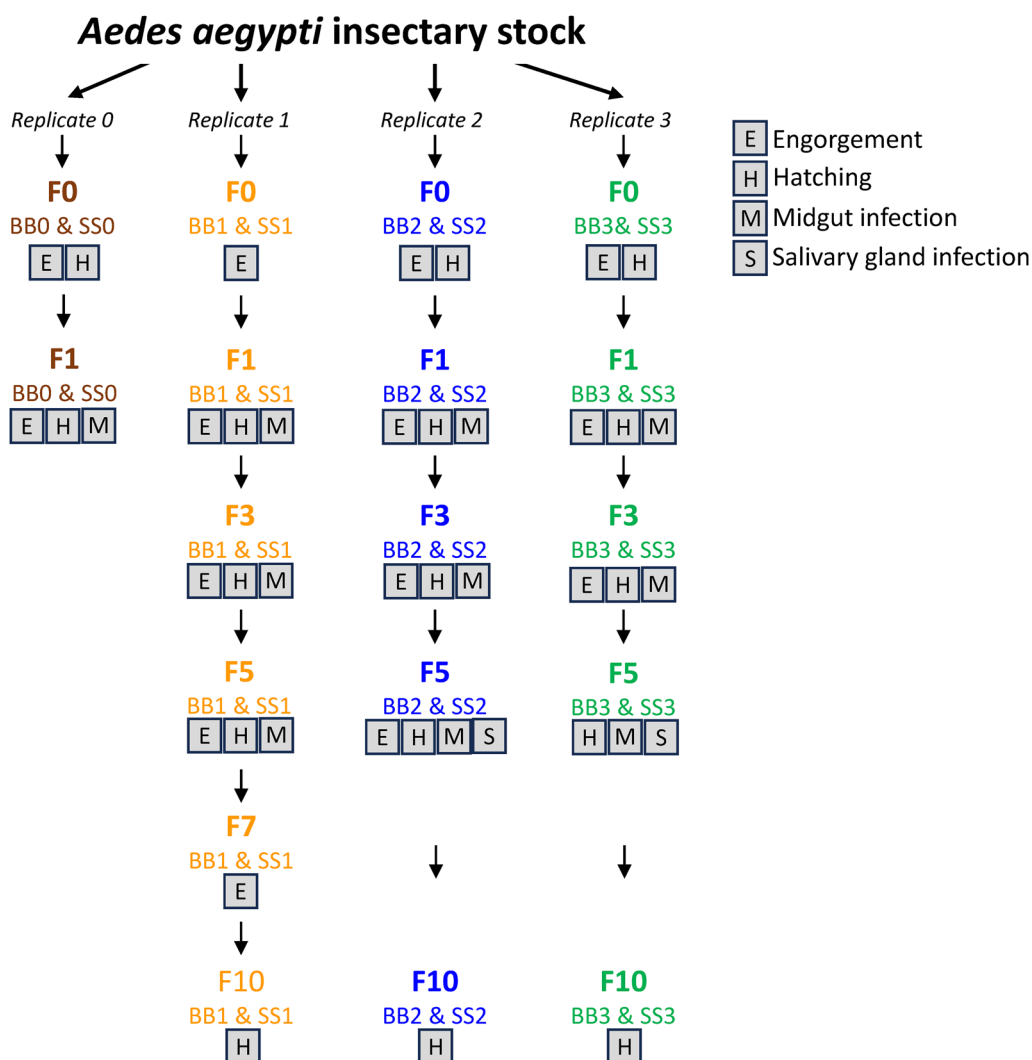 Aedes aegypti insectary stock
Replicate 0 Replicate 1 Replicate 2 Replicate 3
E Engorgement
H Hatching
M Midgut infection
S Salivary gland infection
F0 F0 F0 F0
BB0 & SS0 BB1 & SS1 BB2 & SS2 BB3& SS3
E H E E H E H
F1 F1 F1 F1
BB0 & SS0 BB1 & SS1 BB2 & SS2 BB3 & SS3
E H M E H M E H M E H M
F3 F3 F3
BB1 & SS1 BB2 & SS2 BB3 & SS3
E H M E H M E H M
F5 F5 F5
BB1 & SS1 BB2 & SS2 BB3 & SS3
E H M E H M S H M S
F7
BB1 & SS1
E
F10 F10 F10
BB1 & SS1 BB2 & SS2 BB3 & SS3
H H H